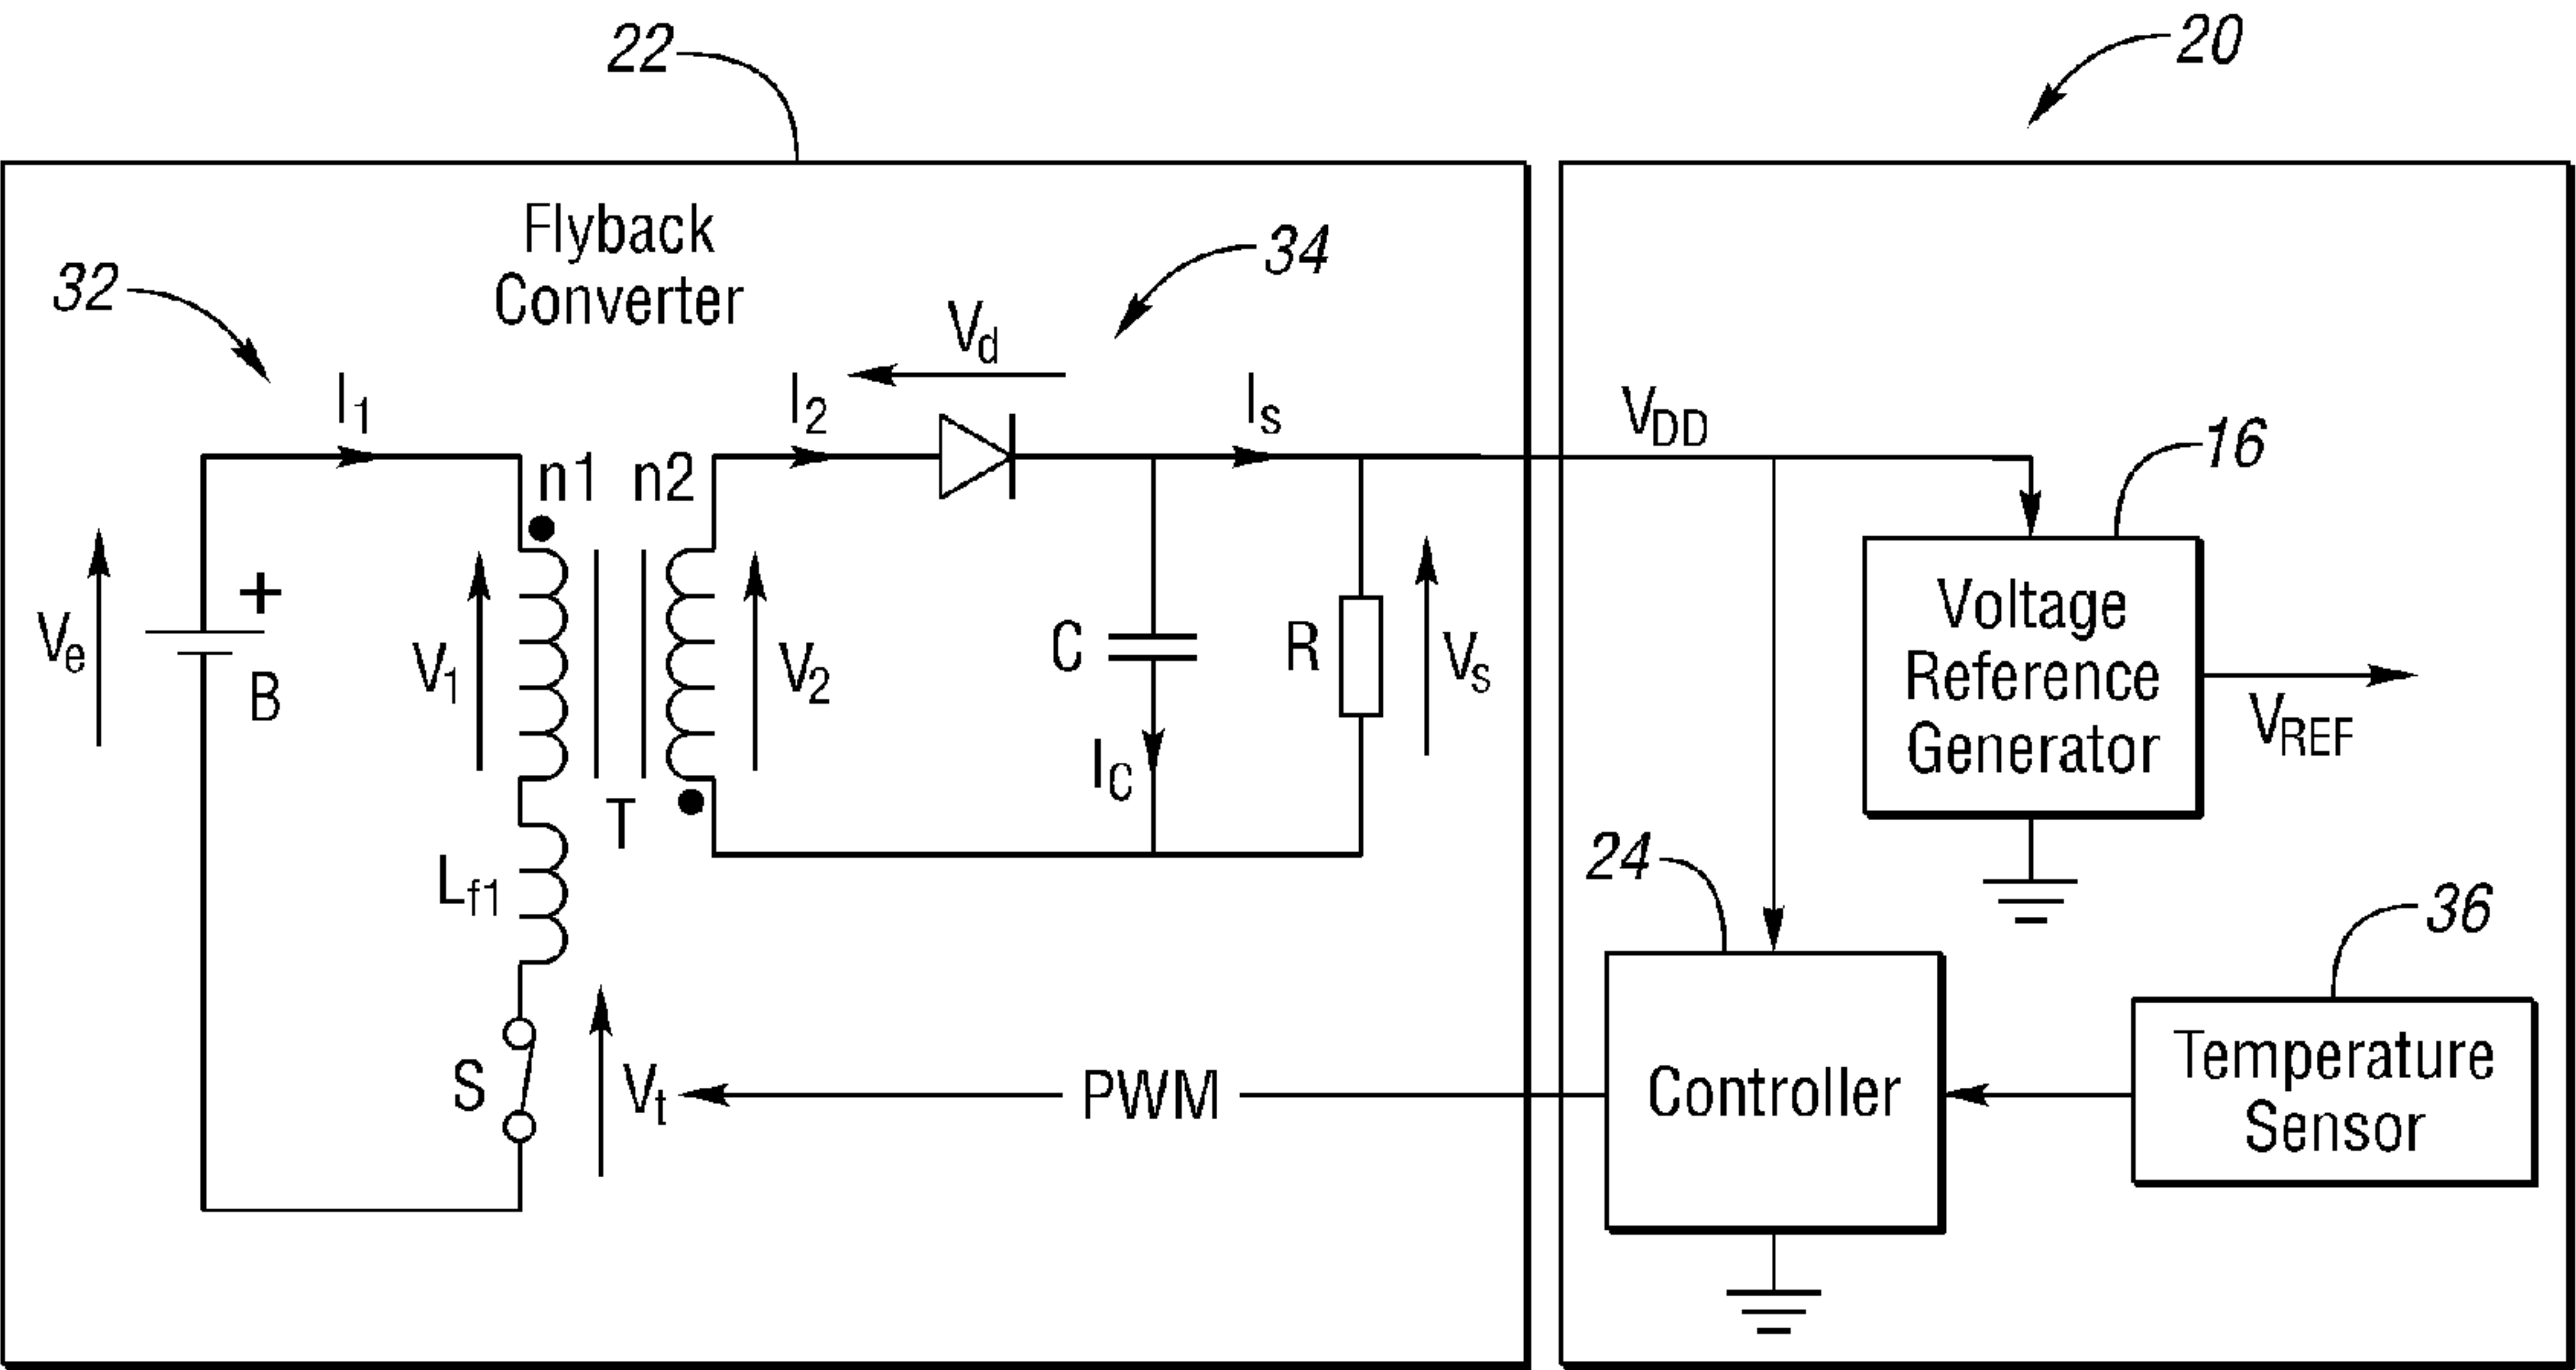 22
20
Flyback
Converter
32
34
Vd
I1
I2
Is
VDD
16
n1
n2
Ve
+
B
V1
V2
C
R
Vs
Voltage
Reference
Generator
VREF
IC
T
Lf1
24
36
S
Vt
PWM
Controller
Temperature
Sensor